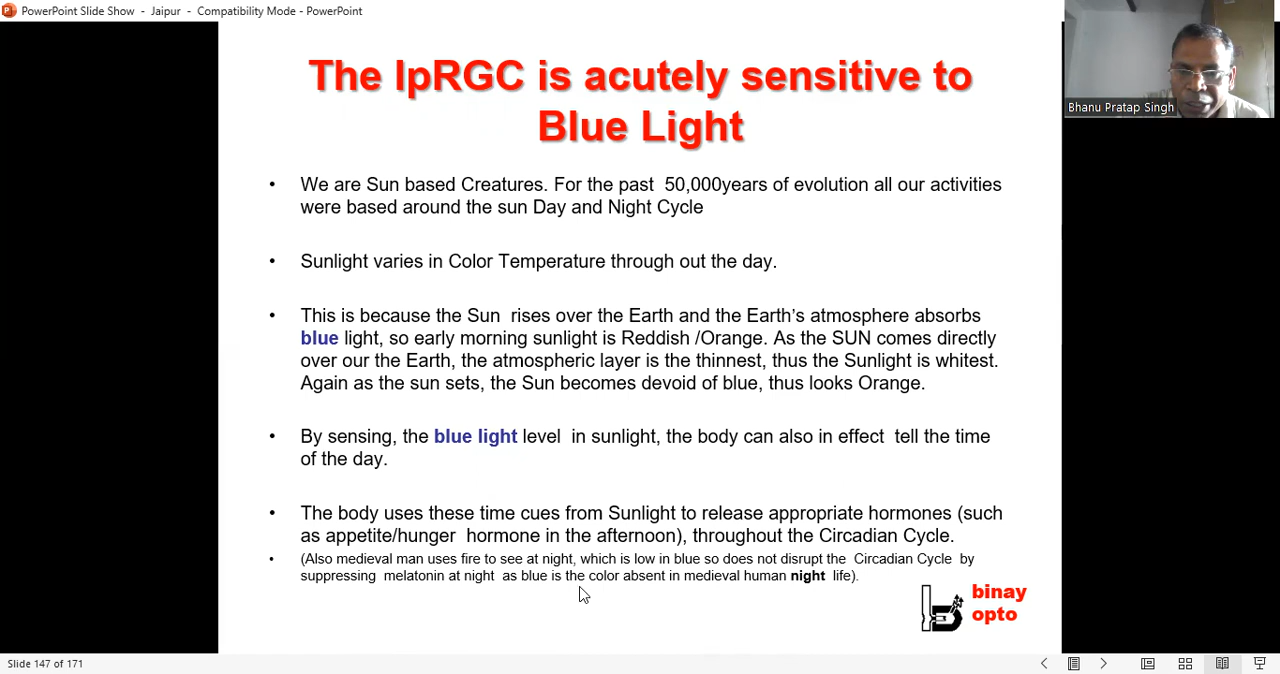 PowerPoint Slide Show - Jaipur - Compatibility Mode - PowerPoint
Bhanu Pratap Singh
The IpRGC is acutely sensitive to
Blue Light
• We are Sun based Creatures. For the past 50,000years of evolution all our activities
were based around the sun Day and Night Cycle
• Sunlight varies in Color Temperature through out the day.
• This is because the Sun rises over the Earth and the Earth's atmosphere absorbs
blue light, so early morning sunlight is Reddish /Orange. As the SUN comes directly
over our the Earth, the atmospheric layer is the thinnest, thus the Sunlight is whitest.
Again as the sun sets, the Sun becomes devoid of blue, thus looks Orange.
• By sensing, the blue light level in sunlight, the body can also in effect tell the time
of the day.
• The body uses these time cues from Sunlight to release appropriate hormones (such
as appetite/hunger hormone in the afternoon), throughout the Circadian Cycle.
• (Also medieval man uses fire to see at night, which is low in blue so does not disrupt the Circadian Cycle by
suppressing melatonin at night as blue is the color absent in medieval human night life).
binay
opto
Slide 147 of 171